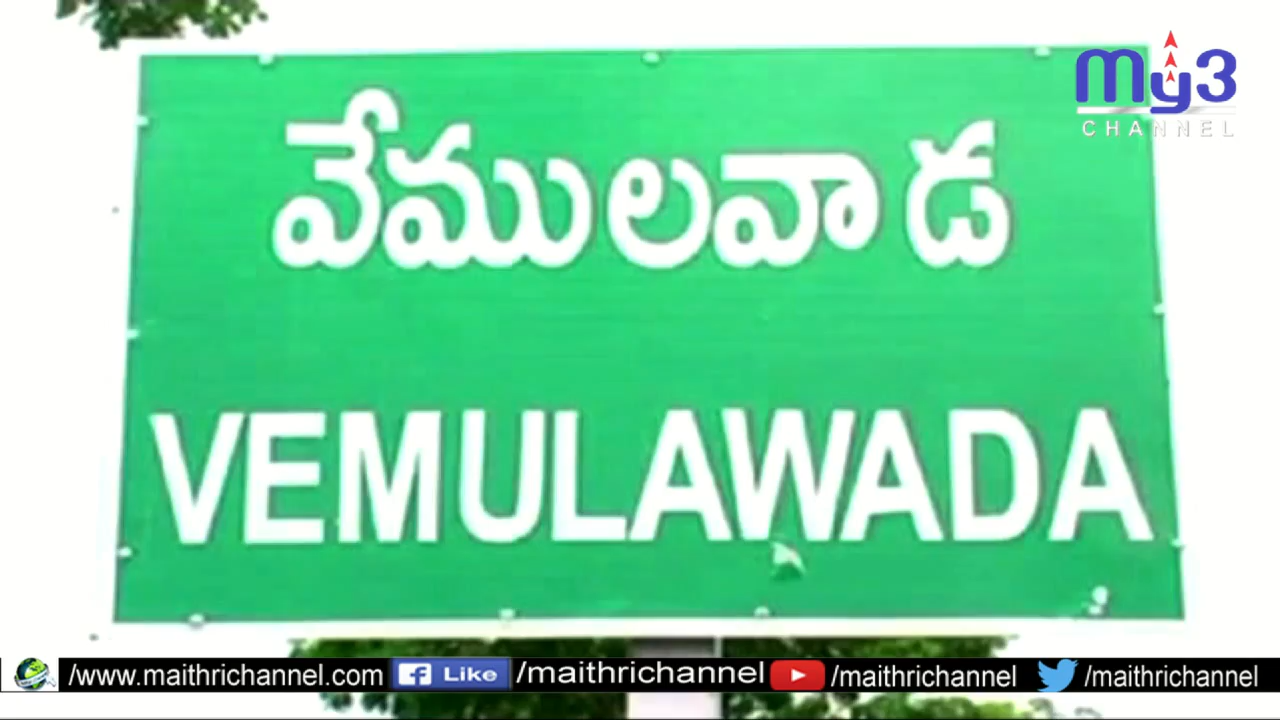 My3
CHANNEL
వేములవాడ
VEMULAWADA
/www.maithrichannel.com Like /maithrichannel /maithrichannel /maithrichannel